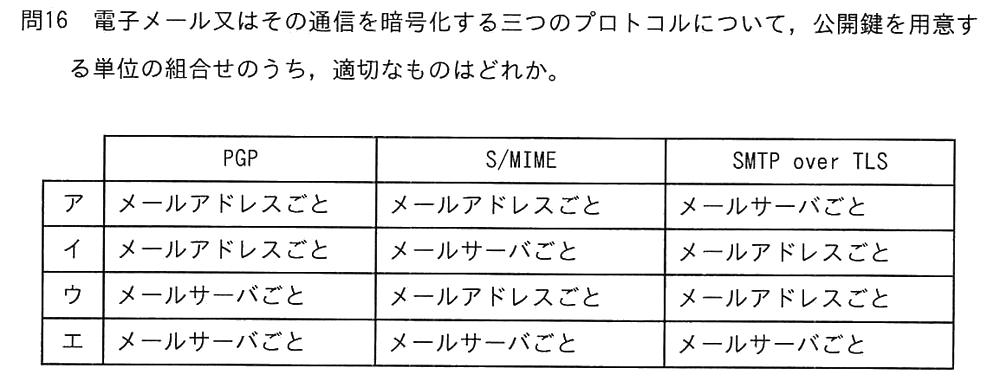 問16 電子メール又はその通信を暗号化する三つのプロトコルについて，公開鍵を用意す
る単位の組合せのうち，適切なものはどれか。
PGP S/MIME SMTP over TLS
ア メールアドレスごと メールアドレスごと メールサーバごと
イ メールアドレスごと メールサーバごと メールアドレスごと
ウ メールサーバごと メールアドレスごと メールアドレスごと
エ メールサーバごと メールサーバごと メールサーバごと